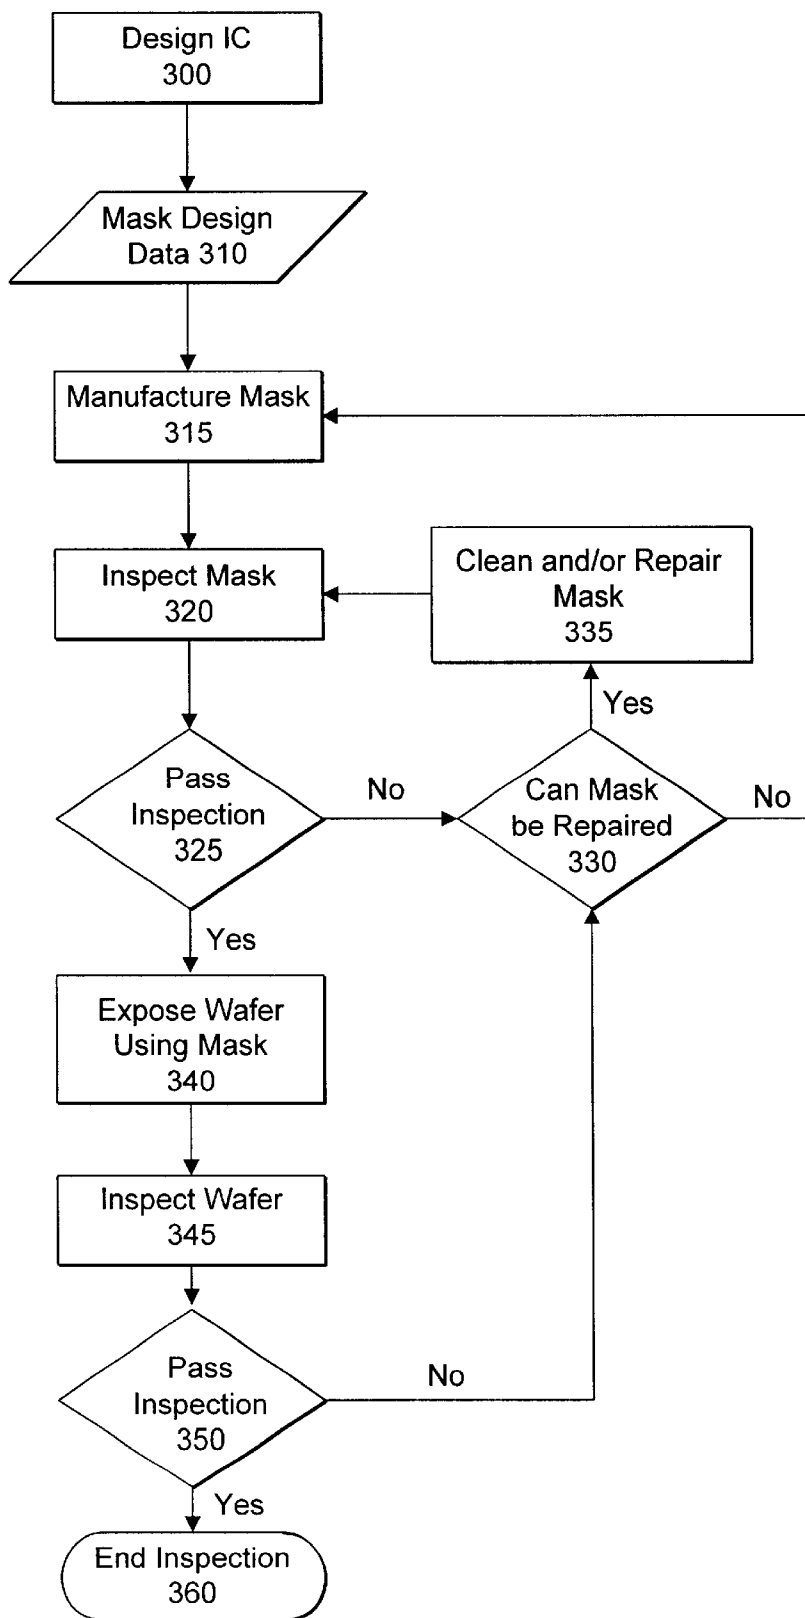 Design IC
300
Mask Design
Data 310
Manufacture Mask
315
Inspect Mask
320
Clean and/or Repair
Mask
335
Yes
Pass
Inspection
325
No
Can Mask
be Repaired
330
No
Yes
Expose Wafer
Using Mask
340
Inspect Wafer
345
Pass
Inspection
350
No
Yes
End Inspection
360